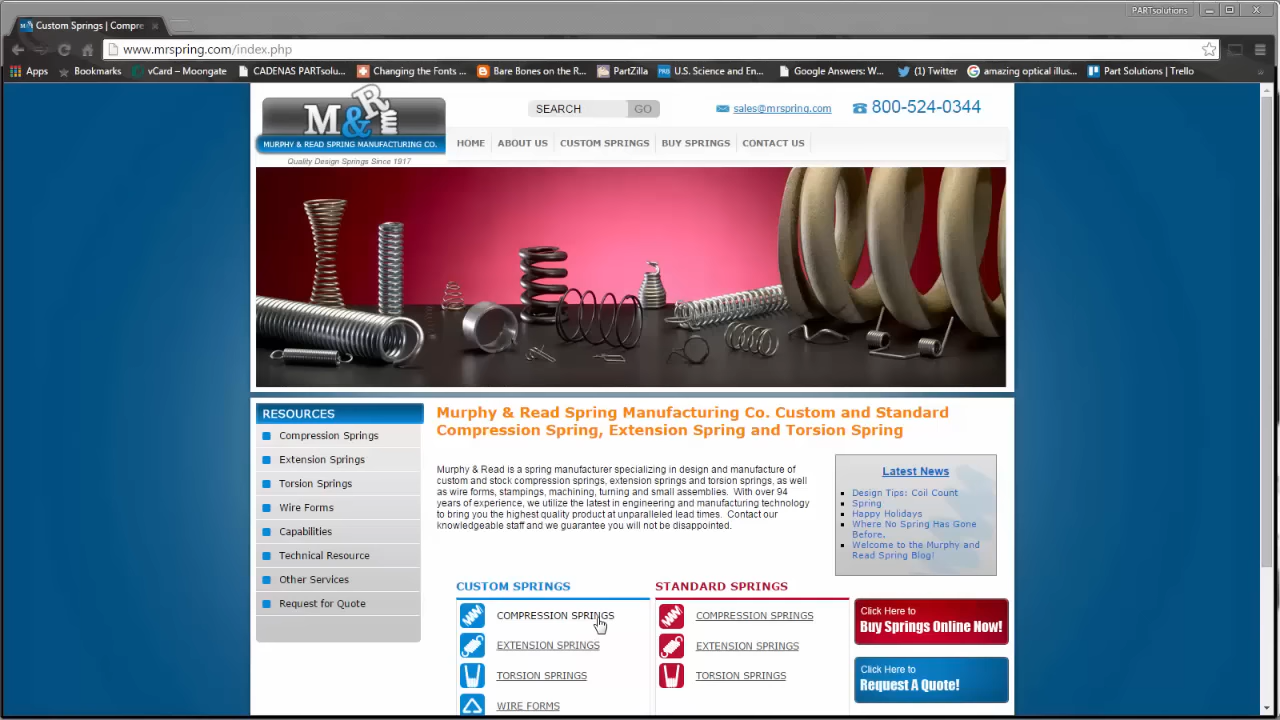 PARTsolutions
Custom Springs | Compre
www.mrspring.com/index.php
Apps
Bookmarks
vCard – Moongate
CADENAS PARTsolu...
Changing the Fonts ...
Bare Bones on the R...
PartZilla
U.S. Science and En...
Google Answers: W...
(1) Twitter
amazing optical illus...
Part Solutions | Trello
M&R
MURPHY & READ SPRING MANUFACTURING CO.
Quality Design Springs Since 1917
SEARCH GO
sales@mrspring.com
800-524-0344
HOME ABOUT US CUSTOM SPRINGS BUY SPRINGS CONTACT US
RESOURCES
Compression Springs
Extension Springs
Torsion Springs
Wire Forms
Capabilities
Technical Resource
Other Services
Request for Quote
Murphy & Read Spring Manufacturing Co. Custom and Standard
Compression Spring, Extension Spring and Torsion Spring
Murphy & Read is a spring manufacturer specializing in design and manufacture of
custom and stock compression springs, extension springs and torsion springs, as well
as wire forms, stampings, machining, turning and small assemblies. With over 94
years of experience, we utilize the latest in engineering and manufacturing technology
to bring you the highest quality product at unparalleled lead times. Contact our
knowledgeable staff and we guarantee you will not be disappointed.
Latest News
Design Tips: Coil Count
Spring
Happy Holidays
Where No Spring Has Gone
Before.
Welcome to the Murphy and
Read Spring Blog!
CUSTOM SPRINGS
COMPRESSION SPRINGS
EXTENSION SPRINGS
TORSION SPRINGS
WIRE FORMS
STANDARD SPRINGS
COMPRESSION SPRINGS
EXTENSION SPRINGS
TORSION SPRINGS
Click Here to
Buy Springs Online Now!
Click Here to
Request A Quote!